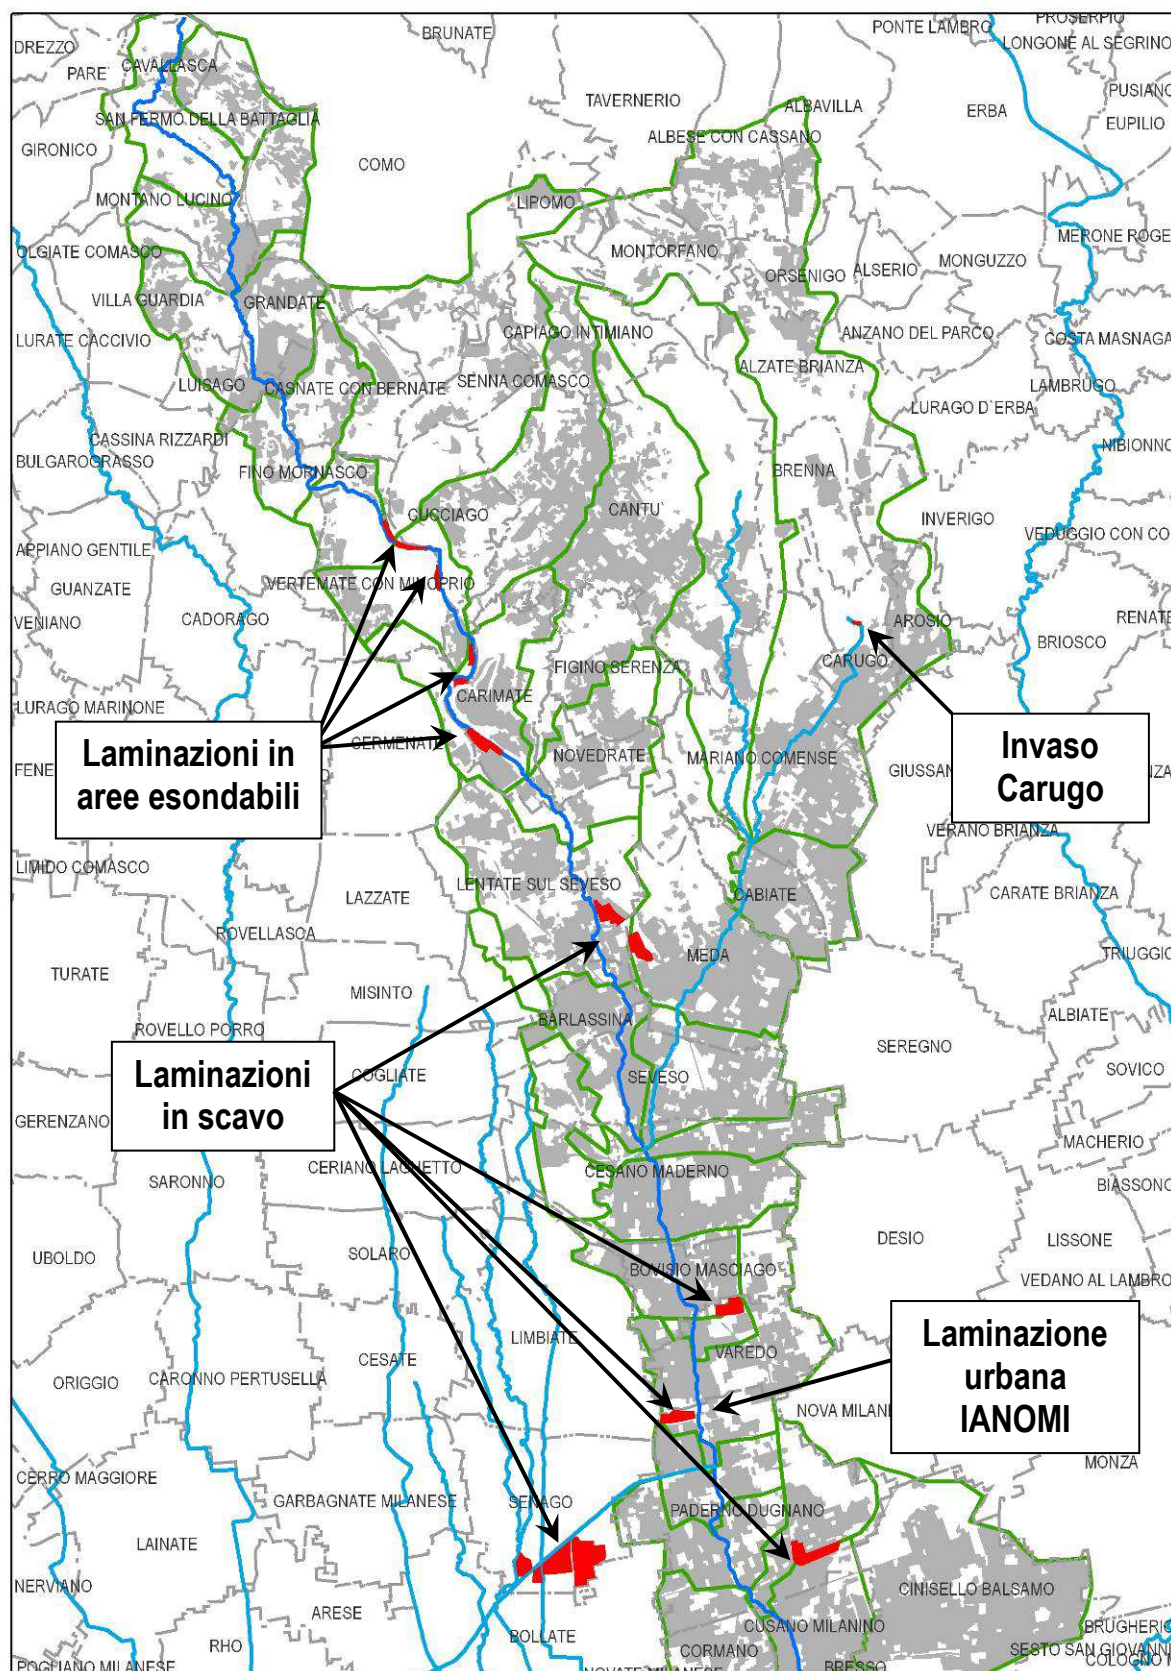 PROSERPIO
PONTE LAMBRO
BRUNATE
LONGONE AL SEGRINO
DREZZO
CAVALLASCA
PARE`
PUSIANO
TAVERNERIO
ALBAVILLA
ERBA
SAN FERMO DELLA BATTAGLIA
EUPILIO
ALBESE CON CASSANO
GIRONICO
COMO
MONTANO LUCINO
LIPOMO
MERONE
ROGE
OLGIATE COMASCO
MONTORFANO
MONGUZZO
ORSENIGO
ALSERIO
VILLA GUARDIA
GRANDATE
CAPIAGO INTIMIANO
ANZANO DEL PARCO
LURATE CACCIVIO
COSTA MASNAGA
ALZATE BRIANZA
LUISAGO
CASNATE CON BERNATE
SENNA COMASCO
LAMBRUGO
LURAGO D`ERBA
CASSINA RIZZARDI
NIBIONNO
BULGAROGRASSO
FINO MORNASCO
BRENNA
CUCCIAGO
CANTU`
INVERIGO
VEDUGGIO CON CO
APPIANO GENTILE
GUANZATE
VERTEMATE CON MINOPRIO
VENIANO
CADORAGO
AROSIO
RENATE
BRIOSCO
FIGINO SERENZA
CARUGO
CARIMATE
LURAGO MARINONE
Laminazioni in
aree esondabili
CERMENATE
NOVEDRATE
MARIANO COMENSE
Invaso
Carugo
FENE
O
GIUSSAN
NZA
VERANO BRIANZA
LIMIDO COMASCO
LAZZATE
LENTATE SUL SEVESO
CABIATE
CARATE BRIANZA
ROVELLASCA
MEDA
TRIUGGIO
TURATE
MISINTO
BARLASSINA
ALBIATE
ROVELLO PORRO
SEREGNO
Laminazioni
in scavo
COGLIATE
SEVESO
SOVICO
GERENZANO
MACHERIO
CERIANO LAGHETTO
CESANO MADERNO
SARONNO
BIASSONO
UBOLDO
SOLARO
DESIO
LISSONE
BOVISIO MASCIAGO
VEDANO AL LAMBRO
LIMBIATE
Laminazione
urbana
IANOMI
CESATE
VAREDO
ORIGGIO
CARONNO PERTUSELLA
NOVA MILANE
MONZA
CERRO MAGGIORE
GARBAGNATE MILANESE
SENAGO
PADERNO DUGNANO
LAINATE
NERVIANO
CINISELLO BALSAMO
ARESE
BOLLATE
CUSANO MILANINO
BRUGHERIO
RHO
CORMANO
SESTO SAN GIOVANNI
POGLIANO MILANESE
NOVATE MILANESE
BRESSO
COLOGNO